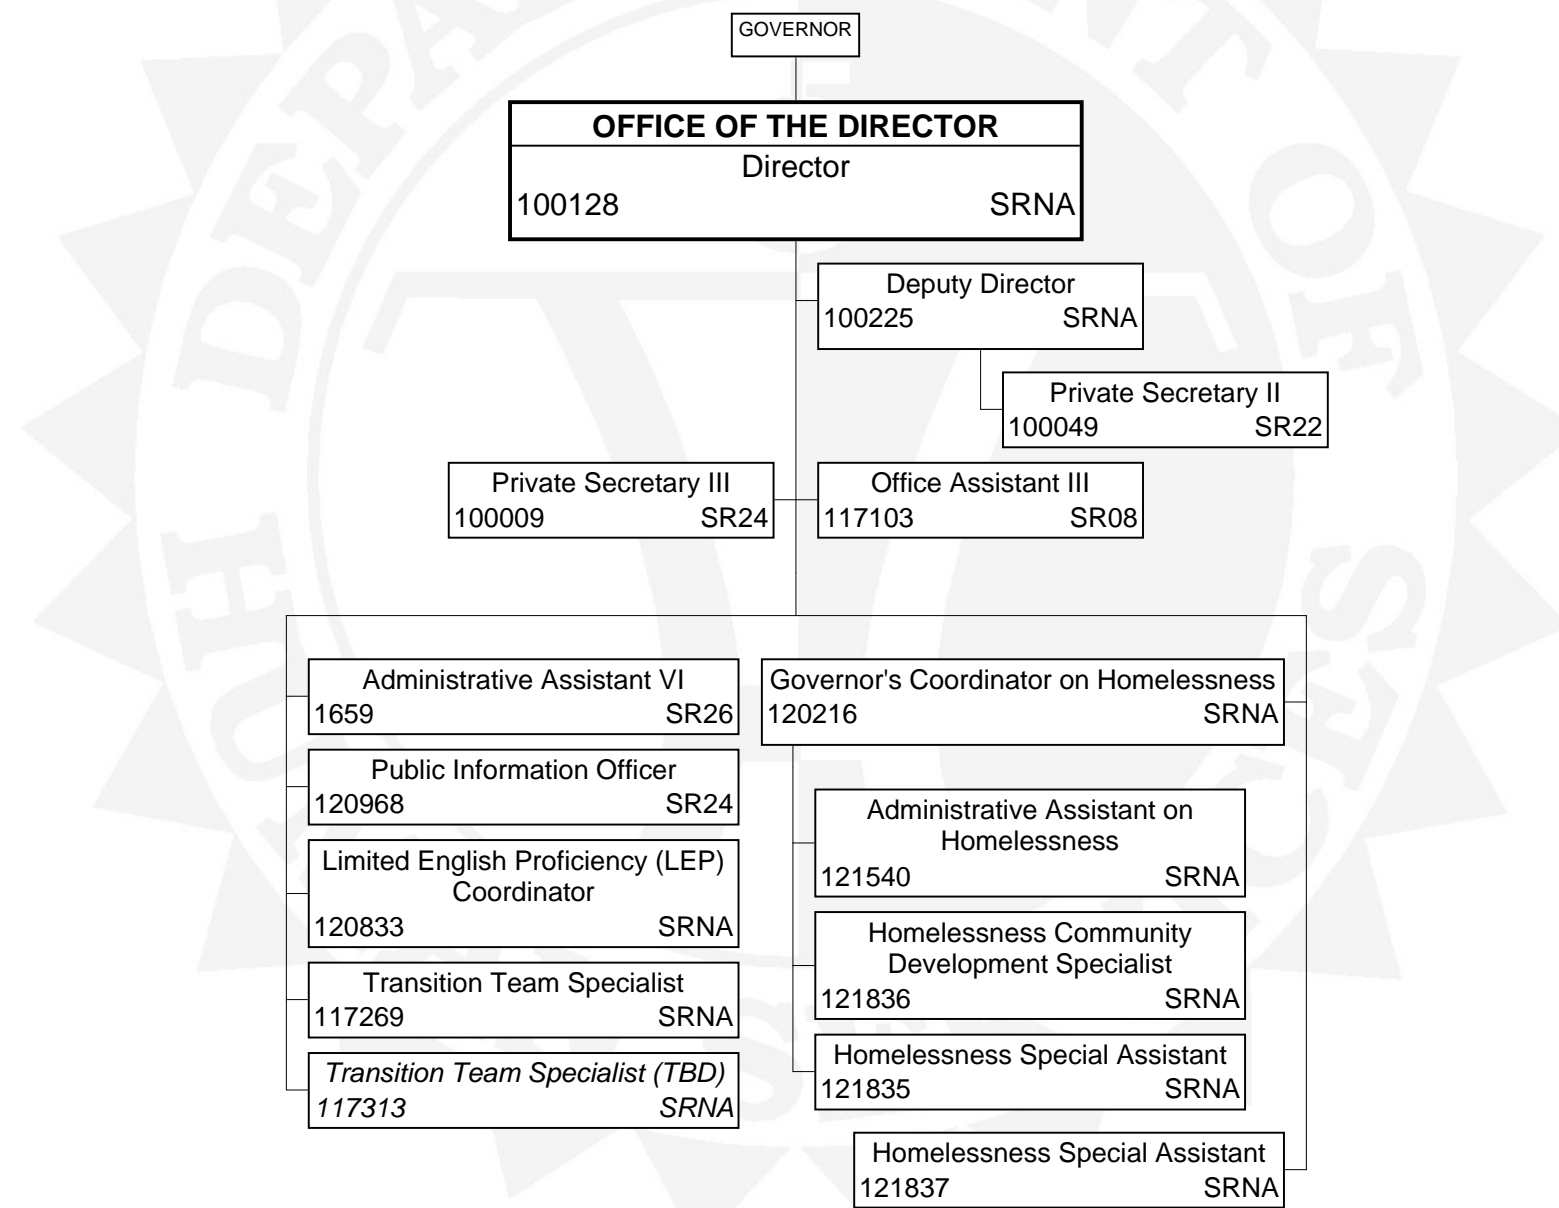 GOVERNOR
OFFICE OF THE DIRECTOR
Director
100128 SRNA
Deputy Director
100225 SRNA
Private Secretary II
100049 SR22
Private Secretary III
100009 SR24
Office Assistant III
117103 SR08
Administrative Assistant VI
1659 SR26
Public Information Officer
120968 SR24
Limited English Proficiency (LEP)
Coordinator
120833 SRNA
Transition Team Specialist
117269 SRNA
Transition Team Specialist (TBD)
117313 SRNA
Governor's Coordinator on Homelessness
120216 SRNA
Administrative Assistant on
Homelessness
121540 SRNA
Homelessness Community
Development Specialist
121836 SRNA
Homelessness Special Assistant
121835 SRNA
Homelessness Special Assistant
121837 SRNA